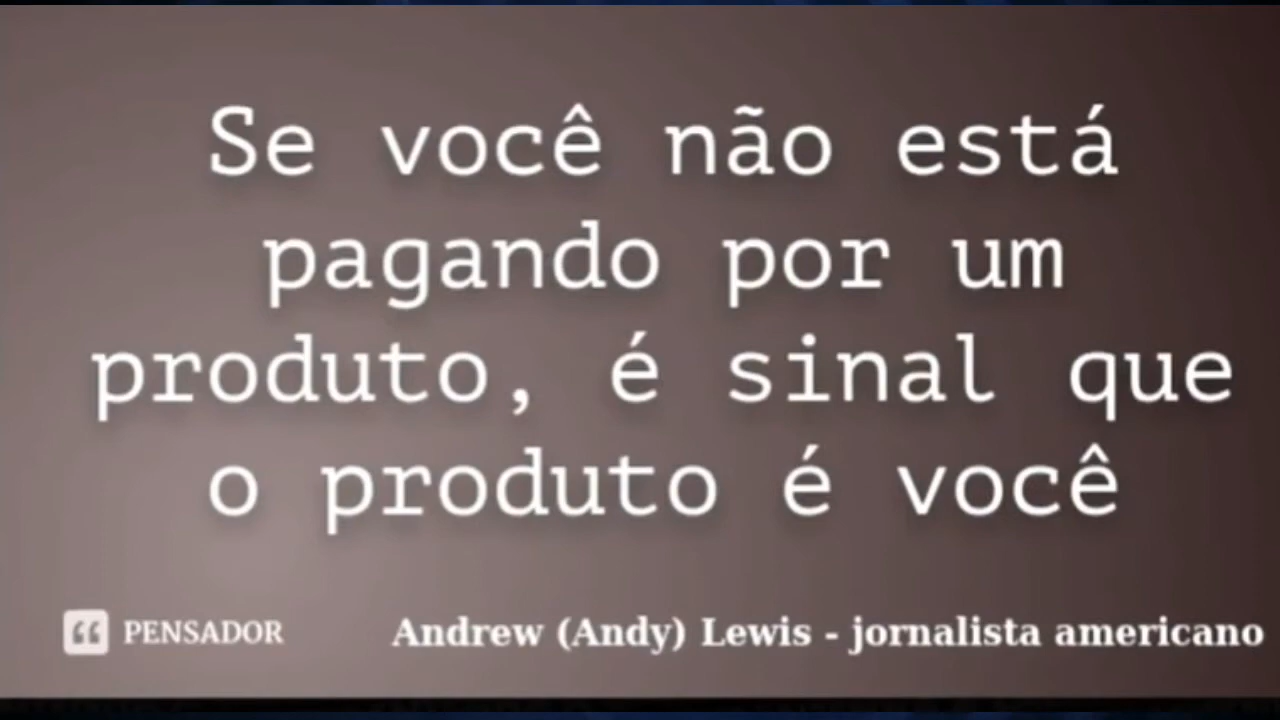 Se você não está
pagando por um
produto, é sinal que
o produto é você
PENSADOR
Andrew (Andy) Lewis - jornalista americano